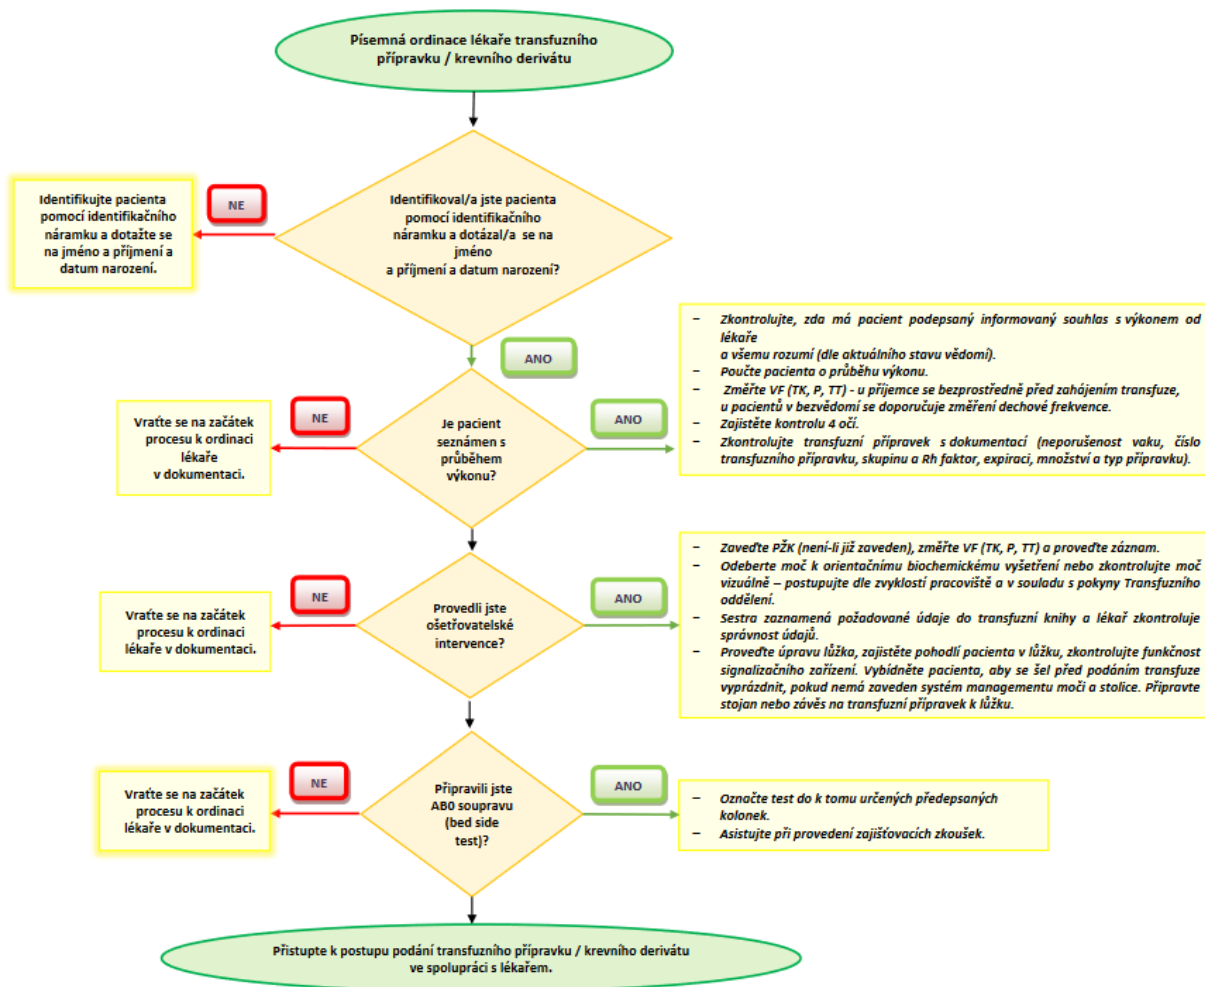 Písemná ordinace lékaře transfuzního
přípravku / krevního derivátu
Identifikujte pacienta
pomocí identifikačního
náramku a dotažte se
na jméno a příjmení a
datum narození.
NE
Identifikoval/a jste pacienta
pomocí identifikačního
náramku a dotázal/a se na
jméno
a příjmení a datum narození?
ANO
Vraťte se na začátek
procesu k ordinaci
lékaře
v dokumentaci.
NE
Je pacient
seznámen s
průběhem
výkonu?
ANO
– Zkontrolujte, zda má pacient podepsaný informovaný souhlas s výkonem od
lékaře
a všemu rozumí (dle aktuálního stavu vědomí).
– Poučte pacienta o průběhu výkonu.
– Změřte VF (TK, P, TT) - u příjemce se bezprostředně před zahájením transfuze,
u pacientů v bezvědomí se doporučuje změření dechové frekvence.
– Zajistěte kontrolu 4 očí.
– Zkontrolujte transfuzní přípravek s dokumentací (neporušenost vaku, číslo
transfuzního přípravku, skupinu a Rh faktor, expiraci, množství a typ přípravku).
Vraťte se na začátek
procesu k ordinaci
lékaře v dokumentaci.
NE
Provedli jste
ošetřovatelské
intervence?
ANO
– Zaveďte PŽK (není-li již zaveden), změřte VF (TK, P, TT) a proveďte záznam.
– Odeberte moč k orientačnímu biochemickému vyšetření nebo zkontrolujte moč
vizuálně – postupujte dle zvyklostí pracoviště a v souladu s pokyny Transfuzního
oddělení.
– Sestra zaznamená požadované údaje do transfuzní knihy a lékař zkontroluje
správnost údajů.
– Proveďte úpravu lůžka, zajistěte pohodlí pacienta v lůžku, zkontrolujte funkčnost
signalizačního zařízení. Vybídněte pacienta, aby se šel před podáním transfuze
vyprázdnit, pokud nemá zaveden systém managementu moči a stolice. Připravte
stojan nebo závěs na transfuzní přípravek k lůžku.
Vraťte se na začátek
procesu k ordinaci
lékaře v dokumentaci.
NE
Připravili jste
AB0 soupravu
(bed side
test)?
ANO
– Označte test do k tomu určených předepsaných
kolonek.
– Asistujte při provedení zajišťovacích zkoušek.
Přistupte k postupu podání transfuzního přípravku / krevního derivátu
ve spolupráci s lékařem.